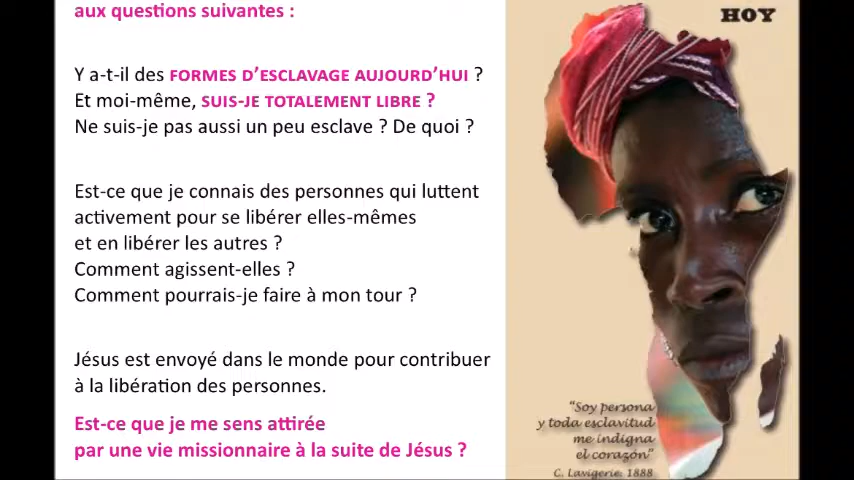 aux questions suivantes :
Y a-t-il des FORMES D'ESCLAVAGE AUJOURD'HUI ?
Et moi-même, SUIS-JE TOTALEMENT LIBRE ?
Ne suis-je pas aussi un peu esclave ? De quoi ?
Est-ce que je connais des personnes qui luttent
activement pour se libérer elles-mêmes
et en libérer les autres ?
Comment agissent-elles ?
Comment pourrais-je faire à mon tour ?
Jésus est envoyé dans le monde pour contribuer
à la libération des personnes.
Est-ce que je me sens attirée
par une vie missionnaire à la suite de Jésus ?
HOY
“Soy persona
y toda esclavitud
me indigna
el corazón”
C. Lavigerie. 1888